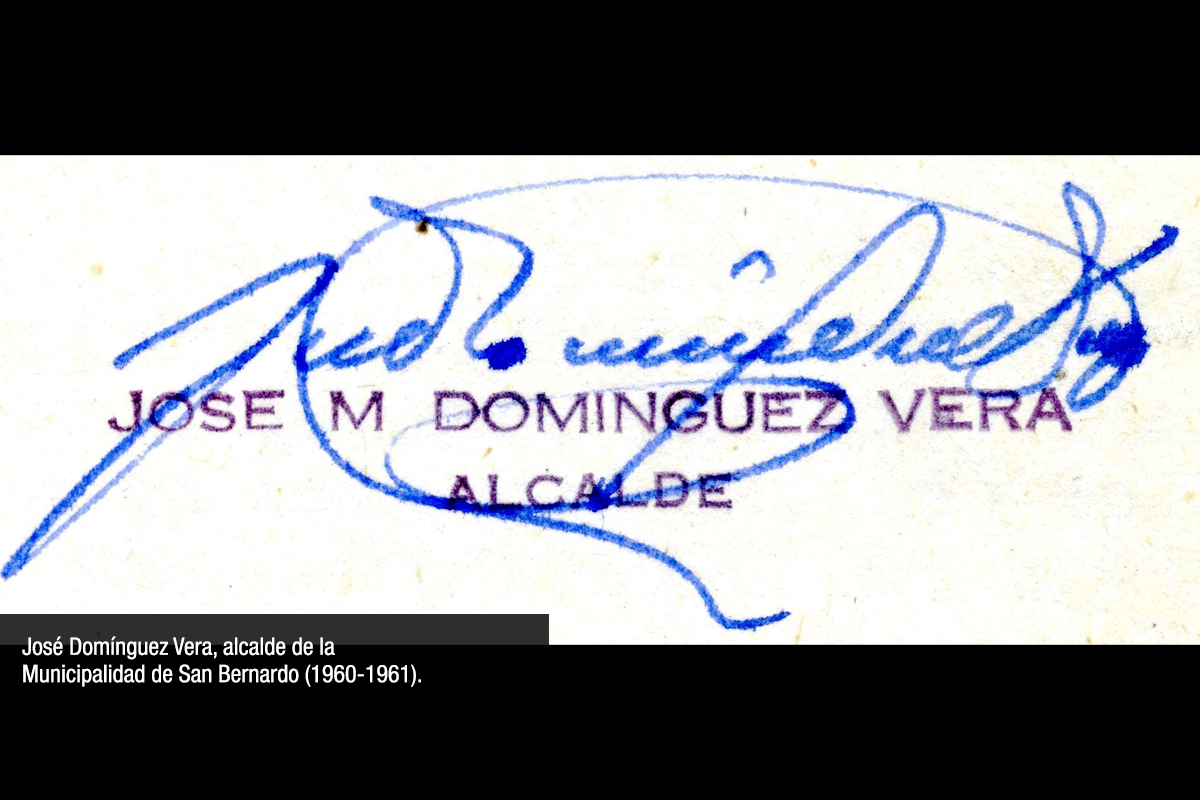 JOSE M DOMINGUEZ VERA
ALCALDE
José Domínguez Vera, alcalde de la
Municipalidad de San Bernardo (1960-1961).